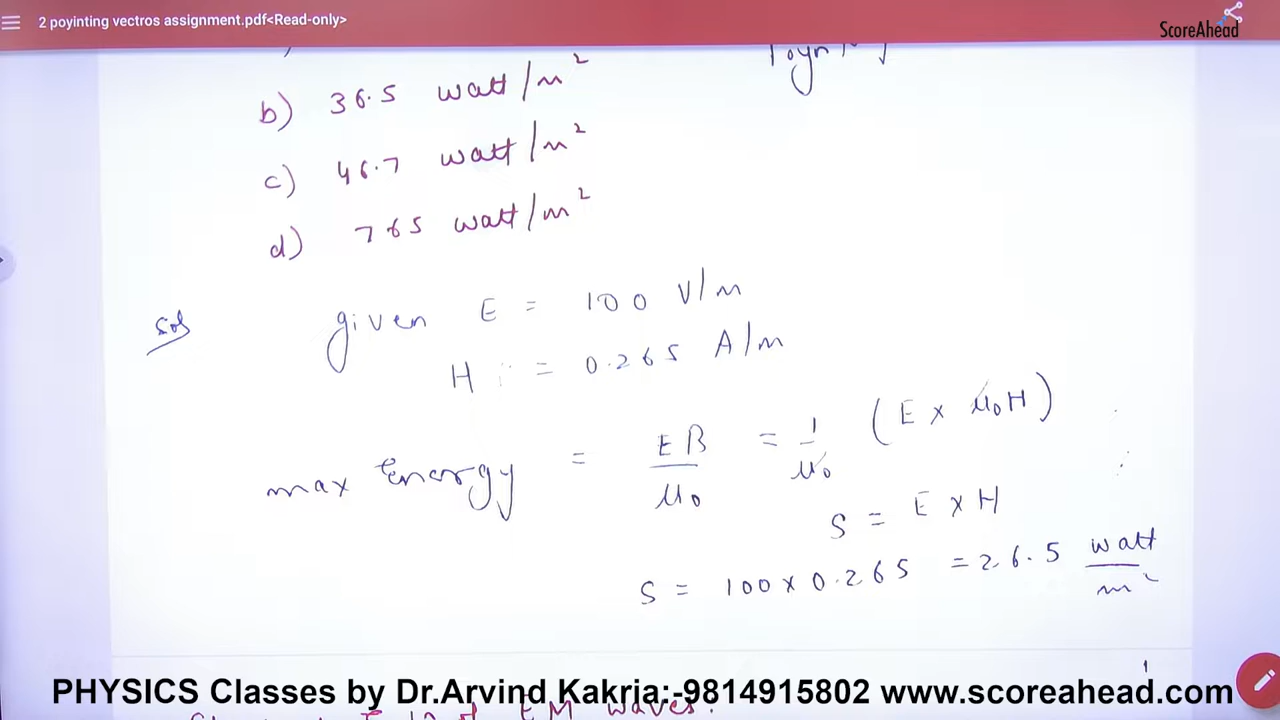 2 poyinting vectros assignment.pdf<Read-only>
ScoreAhead
b) 36.5 watt/m²
c) 46.7 watt/m²
d) 765 watt/m²
Sol given E = 100 V/m
H = 0.265 A/m
max Energy = EB/μ₀ = 1/μ₀ (E × μ₀H)
S = E × H
S = 100 × 0.265 = 26.5 watt/m²
PHYSICS Classes by Dr.Arvind Kakria:-9814915802 www.scoreahead.com
EM waves.